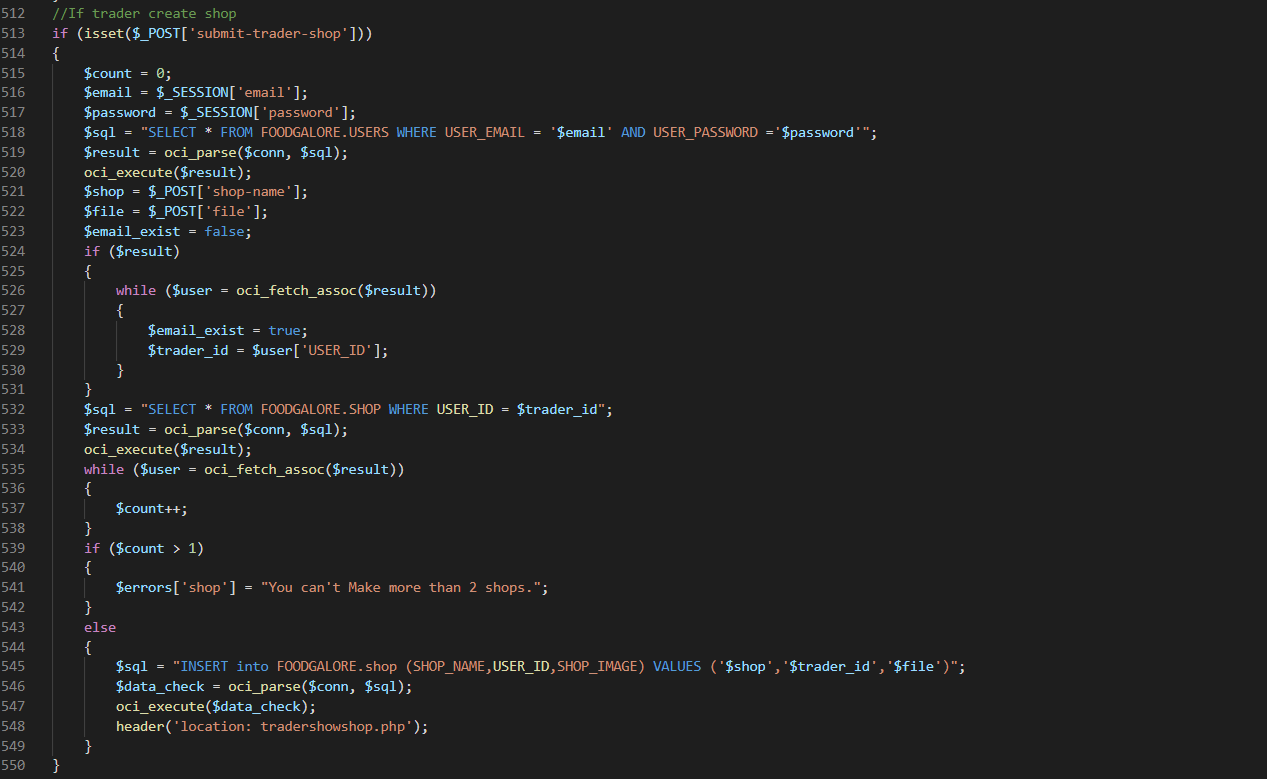 512 //If trader create shop
513 if (isset($_POST['submit-trader-shop']))
514 {
515 $count = 0;
516 $email = $_SESSION['email'];
517 $password = $_SESSION['password'];
518 $sql = "SELECT * FROM FOODGALORE.USERS WHERE USER_EMAIL = '$email' AND USER_PASSWORD ='$password'";
519 $result = oci_parse($conn, $sql);
520 oci_execute($result);
521 $shop = $_POST['shop-name'];
522 $file = $_POST['file'];
523 $email_exist = false;
524 if ($result)
525 {
526 while ($user = oci_fetch_assoc($result))
527 {
528 $email_exist = true;
529 $trader_id = $user['USER_ID'];
530 }
531 }
532 $sql = "SELECT * FROM FOODGALORE.SHOP WHERE USER_ID = $trader_id";
533 $result = oci_parse($conn, $sql);
534 oci_execute($result);
535 while ($user = oci_fetch_assoc($result))
536 {
537 $count++;
538 }
539 if ($count > 1)
540 {
541 $errors['shop'] = "You can't Make more than 2 shops.";
542 }
543 else
544 {
545 $sql = "INSERT into FOODGALORE.shop (SHOP_NAME,USER_ID,SHOP_IMAGE) VALUES ('$shop','$trader_id','$file')";
546 $data_check = oci_parse($conn, $sql);
547 oci_execute($data_check);
548 header('location: tradershowshop.php');
549 }
550 }